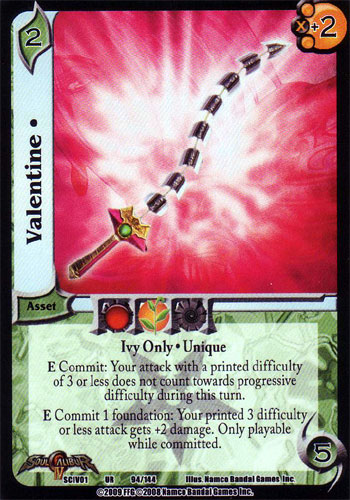 2
X +2
Valentine •
Asset
Ivy Only • Unique
E Commit: Your attack with a printed difficulty
of 3 or less does not count towards progressive
difficulty during this turn.
E Commit 1 foundation: Your printed 3 difficulty
or less attack gets +2 damage. Only playable
while committed.
5
SOULCALIBUR
IV
SCIV01 UR 94/144 Illus. Namco Bandai Games Inc.
©2009 FFG ©2008 Namco Bandai Games Inc.